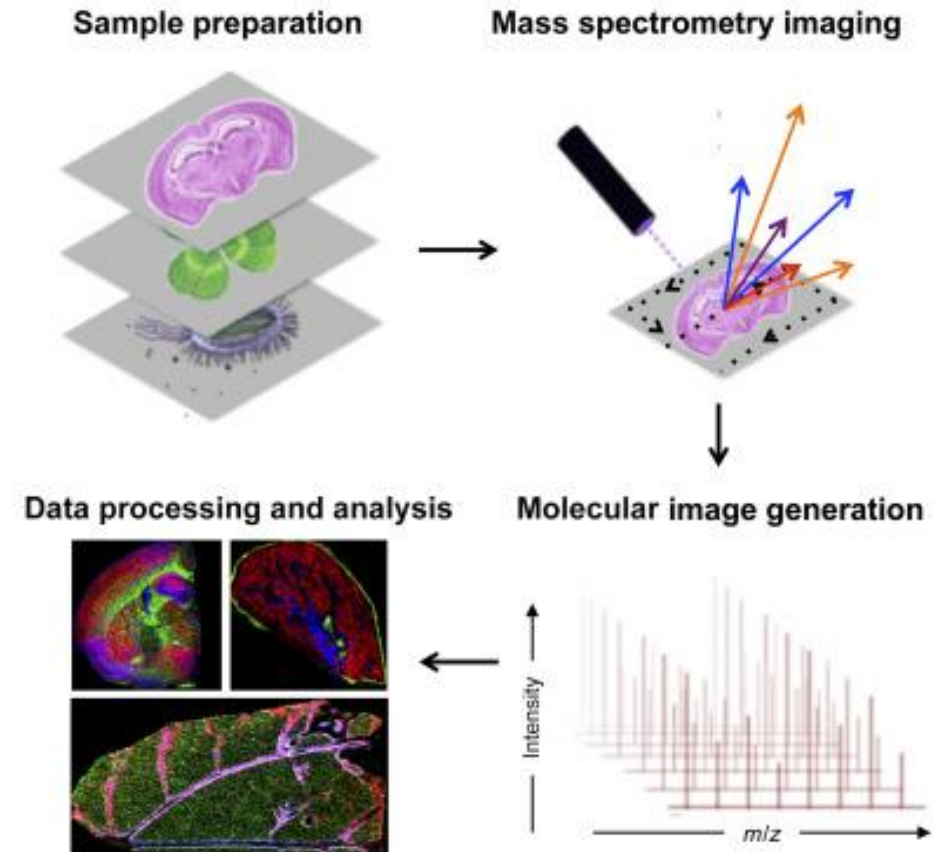 Sample preparation
Mass spectrometry imaging
Data processing and analysis
Molecular image generation
Intensity
m/z